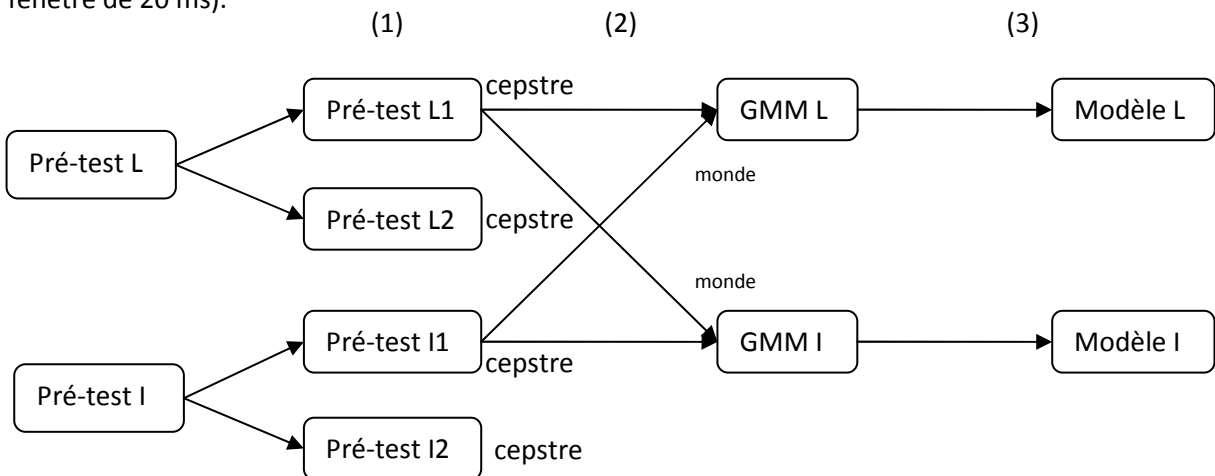 fenêtre de 20 ms).
(1) (2) (3)
cepstre
Pré-test L1 GMM L Modèle L
Pré-test L
monde
Pré-test L2 cepstre
monde
Pré-test I1 GMM I Modèle I
cepstre
Pré-test I
Pré-test I2 cepstre